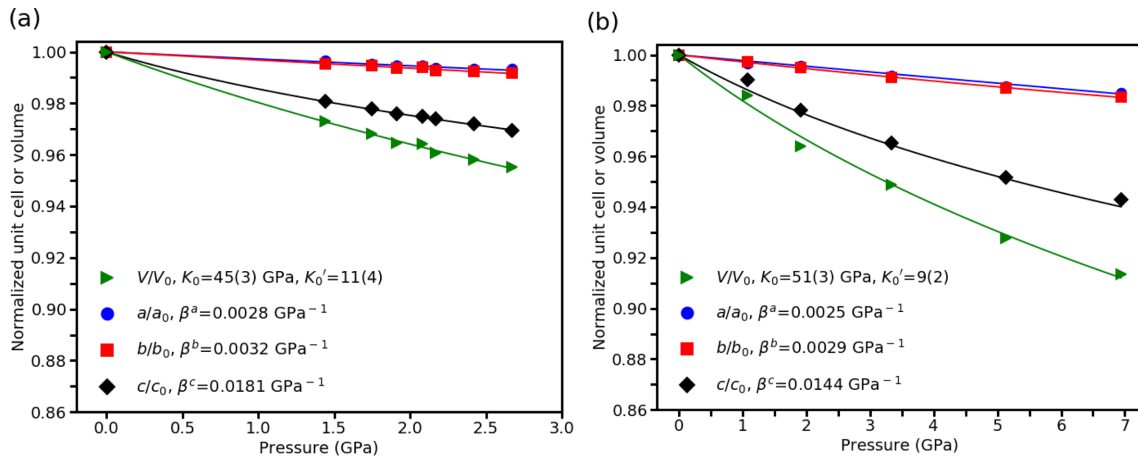 (a)
Normalized unit cell or volume
1.00
0.98
0.96
0.94
0.92
0.90
0.88
0.86
V/V₀, K₀=45(3) GPa, K₀′=11(4)
a/a₀, βᵃ=0.0028 GPa⁻¹
b/b₀, βᵇ=0.0032 GPa⁻¹
c/c₀, βᶜ=0.0181 GPa⁻¹
0.0 0.5 1.0 1.5 2.0 2.5 3.0
Pressure (GPa)
(b)
Normalized unit cell or volume
1.00
0.98
0.96
0.94
0.92
0.90
0.88
0.86
V/V₀, K₀=51(3) GPa, K₀′=9(2)
a/a₀, βᵃ=0.0025 GPa⁻¹
b/b₀, βᵇ=0.0029 GPa⁻¹
c/c₀, βᶜ=0.0144 GPa⁻¹
0 1 2 3 4 5 6 7
Pressure (GPa)